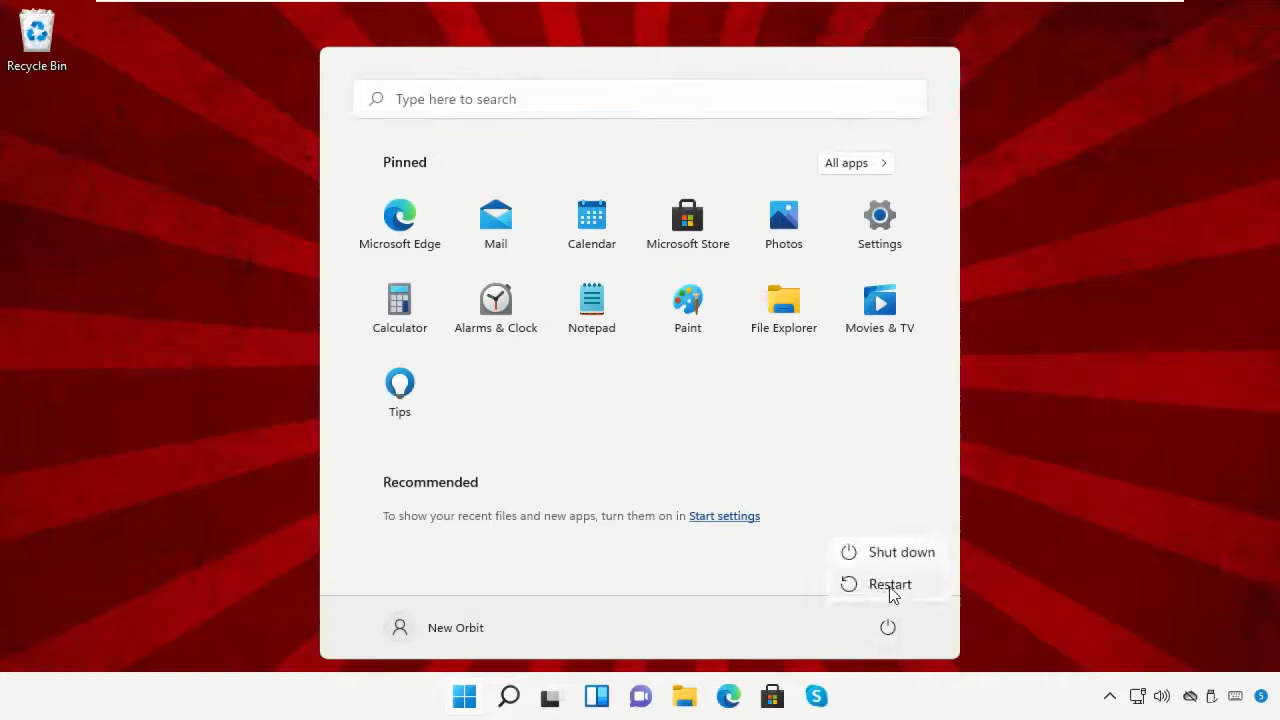 Recycle Bin
Type here to search
Pinned
All apps
Microsoft Edge
Mail
Calendar
Microsoft Store
Photos
Settings
Calculator
Alarms & Clock
Notepad
Paint
File Explorer
Movies & TV
Tips
Recommended
To show your recent files and new apps, turn them on in Start settings
Shut down
Restart
New Orbit
5